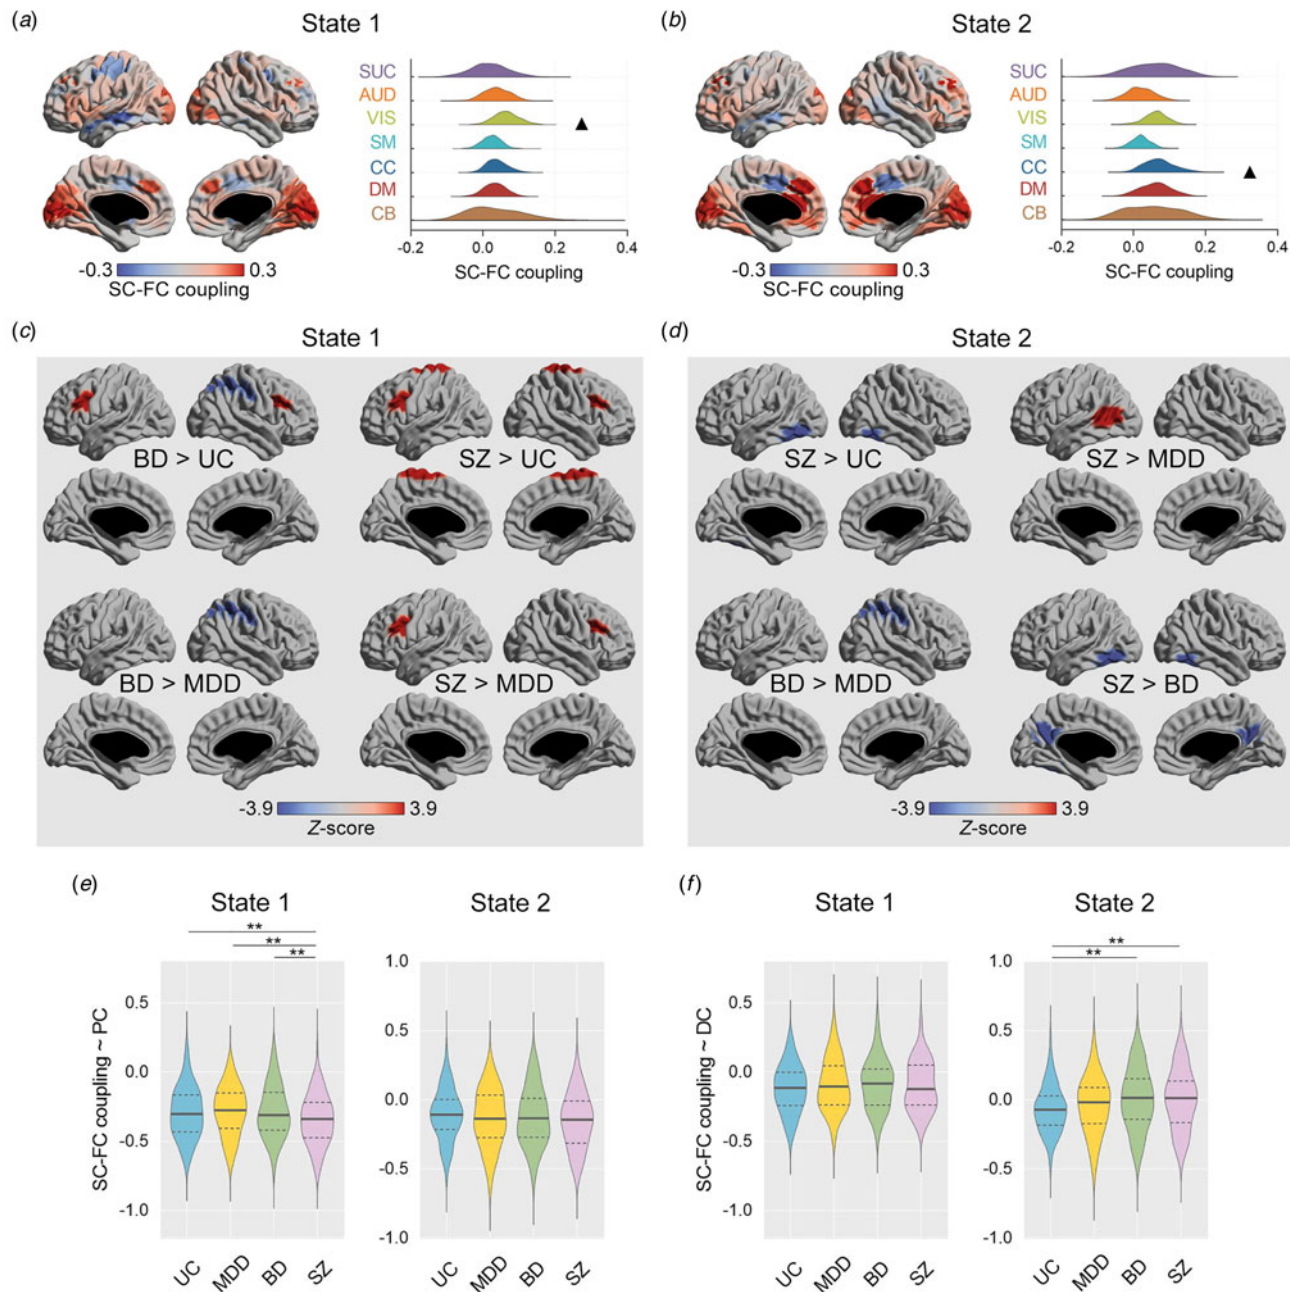 (a)
State 1
SUC
AUD
VIS
SM
CC
DM
CB
-0.2 0.0 0.2 0.4
SC-FC coupling
-0.3 0.3
SC-FC coupling
(b)
State 2
SUC
AUD
VIS
SM
CC
DM
CB
-0.2 0.0 0.2 0.4
SC-FC coupling
-0.3 0.3
SC-FC coupling
(c)
State 1
BD > UC
SZ > UC
BD > MDD
SZ > MDD
-3.9 3.9
Z-score
(d)
State 2
SZ > UC
SZ > MDD
BD > MDD
SZ > BD
-3.9 3.9
Z-score
(e)
State 1
**
**
**
SC-FC coupling ~ PC
0.5
0.0
-0.5
-1.0
UC MDD BD SZ
State 2
1.0
0.5
0.0
-0.5
-1.0
UC MDD BD SZ
(f)
State 1
SC-FC coupling ~ DC
0.5
0.0
-0.5
-1.0
UC MDD BD SZ
State 2
**
**
1.0
0.5
0.0
-0.5
-1.0
UC MDD BD SZ